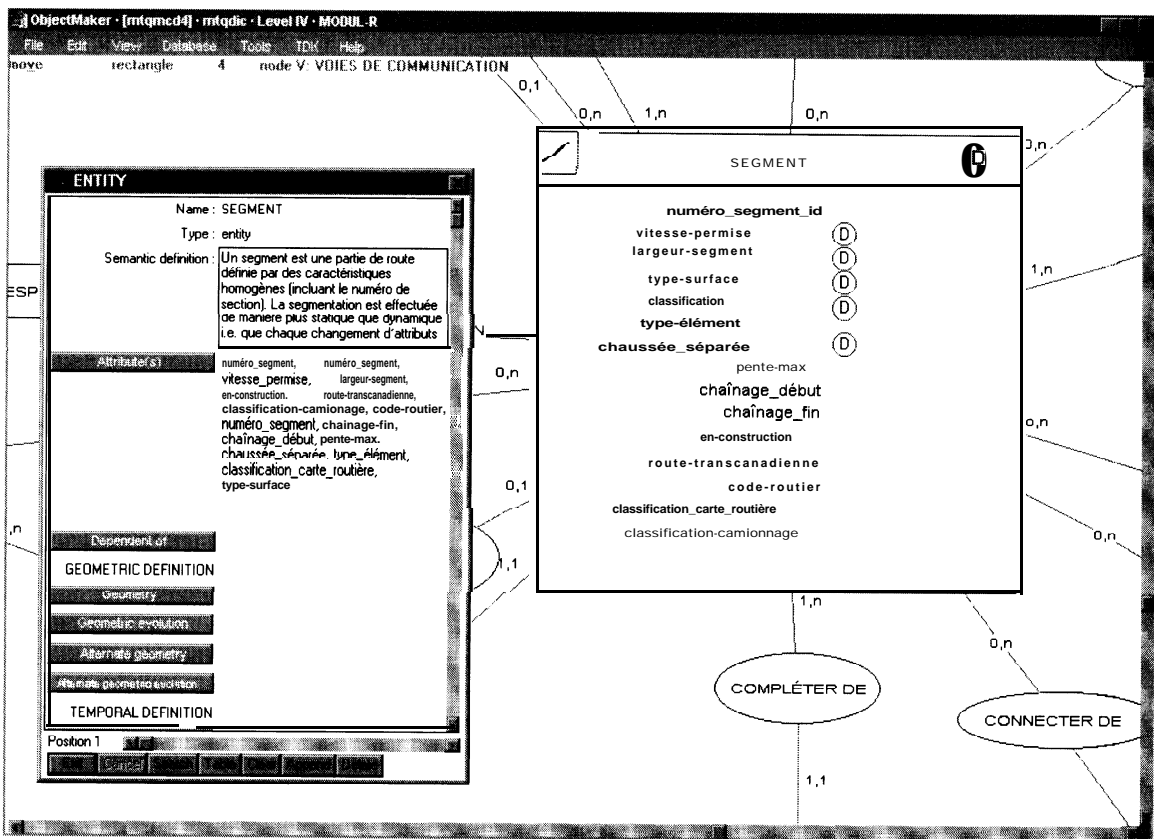 ObjectMaker - [mtqmcd4] - mtqdic - Level IV - MODUL-R
File Edit View Database Tools TDK Help
move rectangle 4 node V: VOIES DE COMMUNICATION
0,1
0,n
1,n
0,n
0,n
SEGMENT
D
ENTITY
Name : SEGMENT
Type : entity
Semantic definition : Un segment est une partie de route
définie par des caractéristiques
homogènes (incluant le numéro de
section). La segmentation est effectuée
de manière plus statique que dynamique
i.e. que chaque changement d'attributs
ESP
Attribute(s)
numéro_segment, numéro_segment,
vitesse_permise, largeur-segment,
en-construction. route-transcanadienne,
classification-camionage, code-routier,
numéro_segment, chainage-fin,
chaînage_début, pente-max.
chaussée_séparée, type_élément,
classification_carte_routière,
type-surface
Dependent of
GEOMETRIC DEFINITION
Geometry
Geometric evolution
Alternate geometry
Alternate geometric evolution
TEMPORAL DEFINITION
Position 1
Cancel
numéro_segment_id
vitesse-permise D
largeur-segment D
type-surface D
classification D
type-élément
chaussée_séparée D
pente-max
chaînage_début
chaînage_fin
en-construction
route-transcanadienne
code-routier
classification_carte_routière
classification-camionnage
1,n
N
0,n
0,n
0,1
0,n
,n
1,1
1,n
0,n
COMPLÉTER DE
CONNECTER DE
1,1